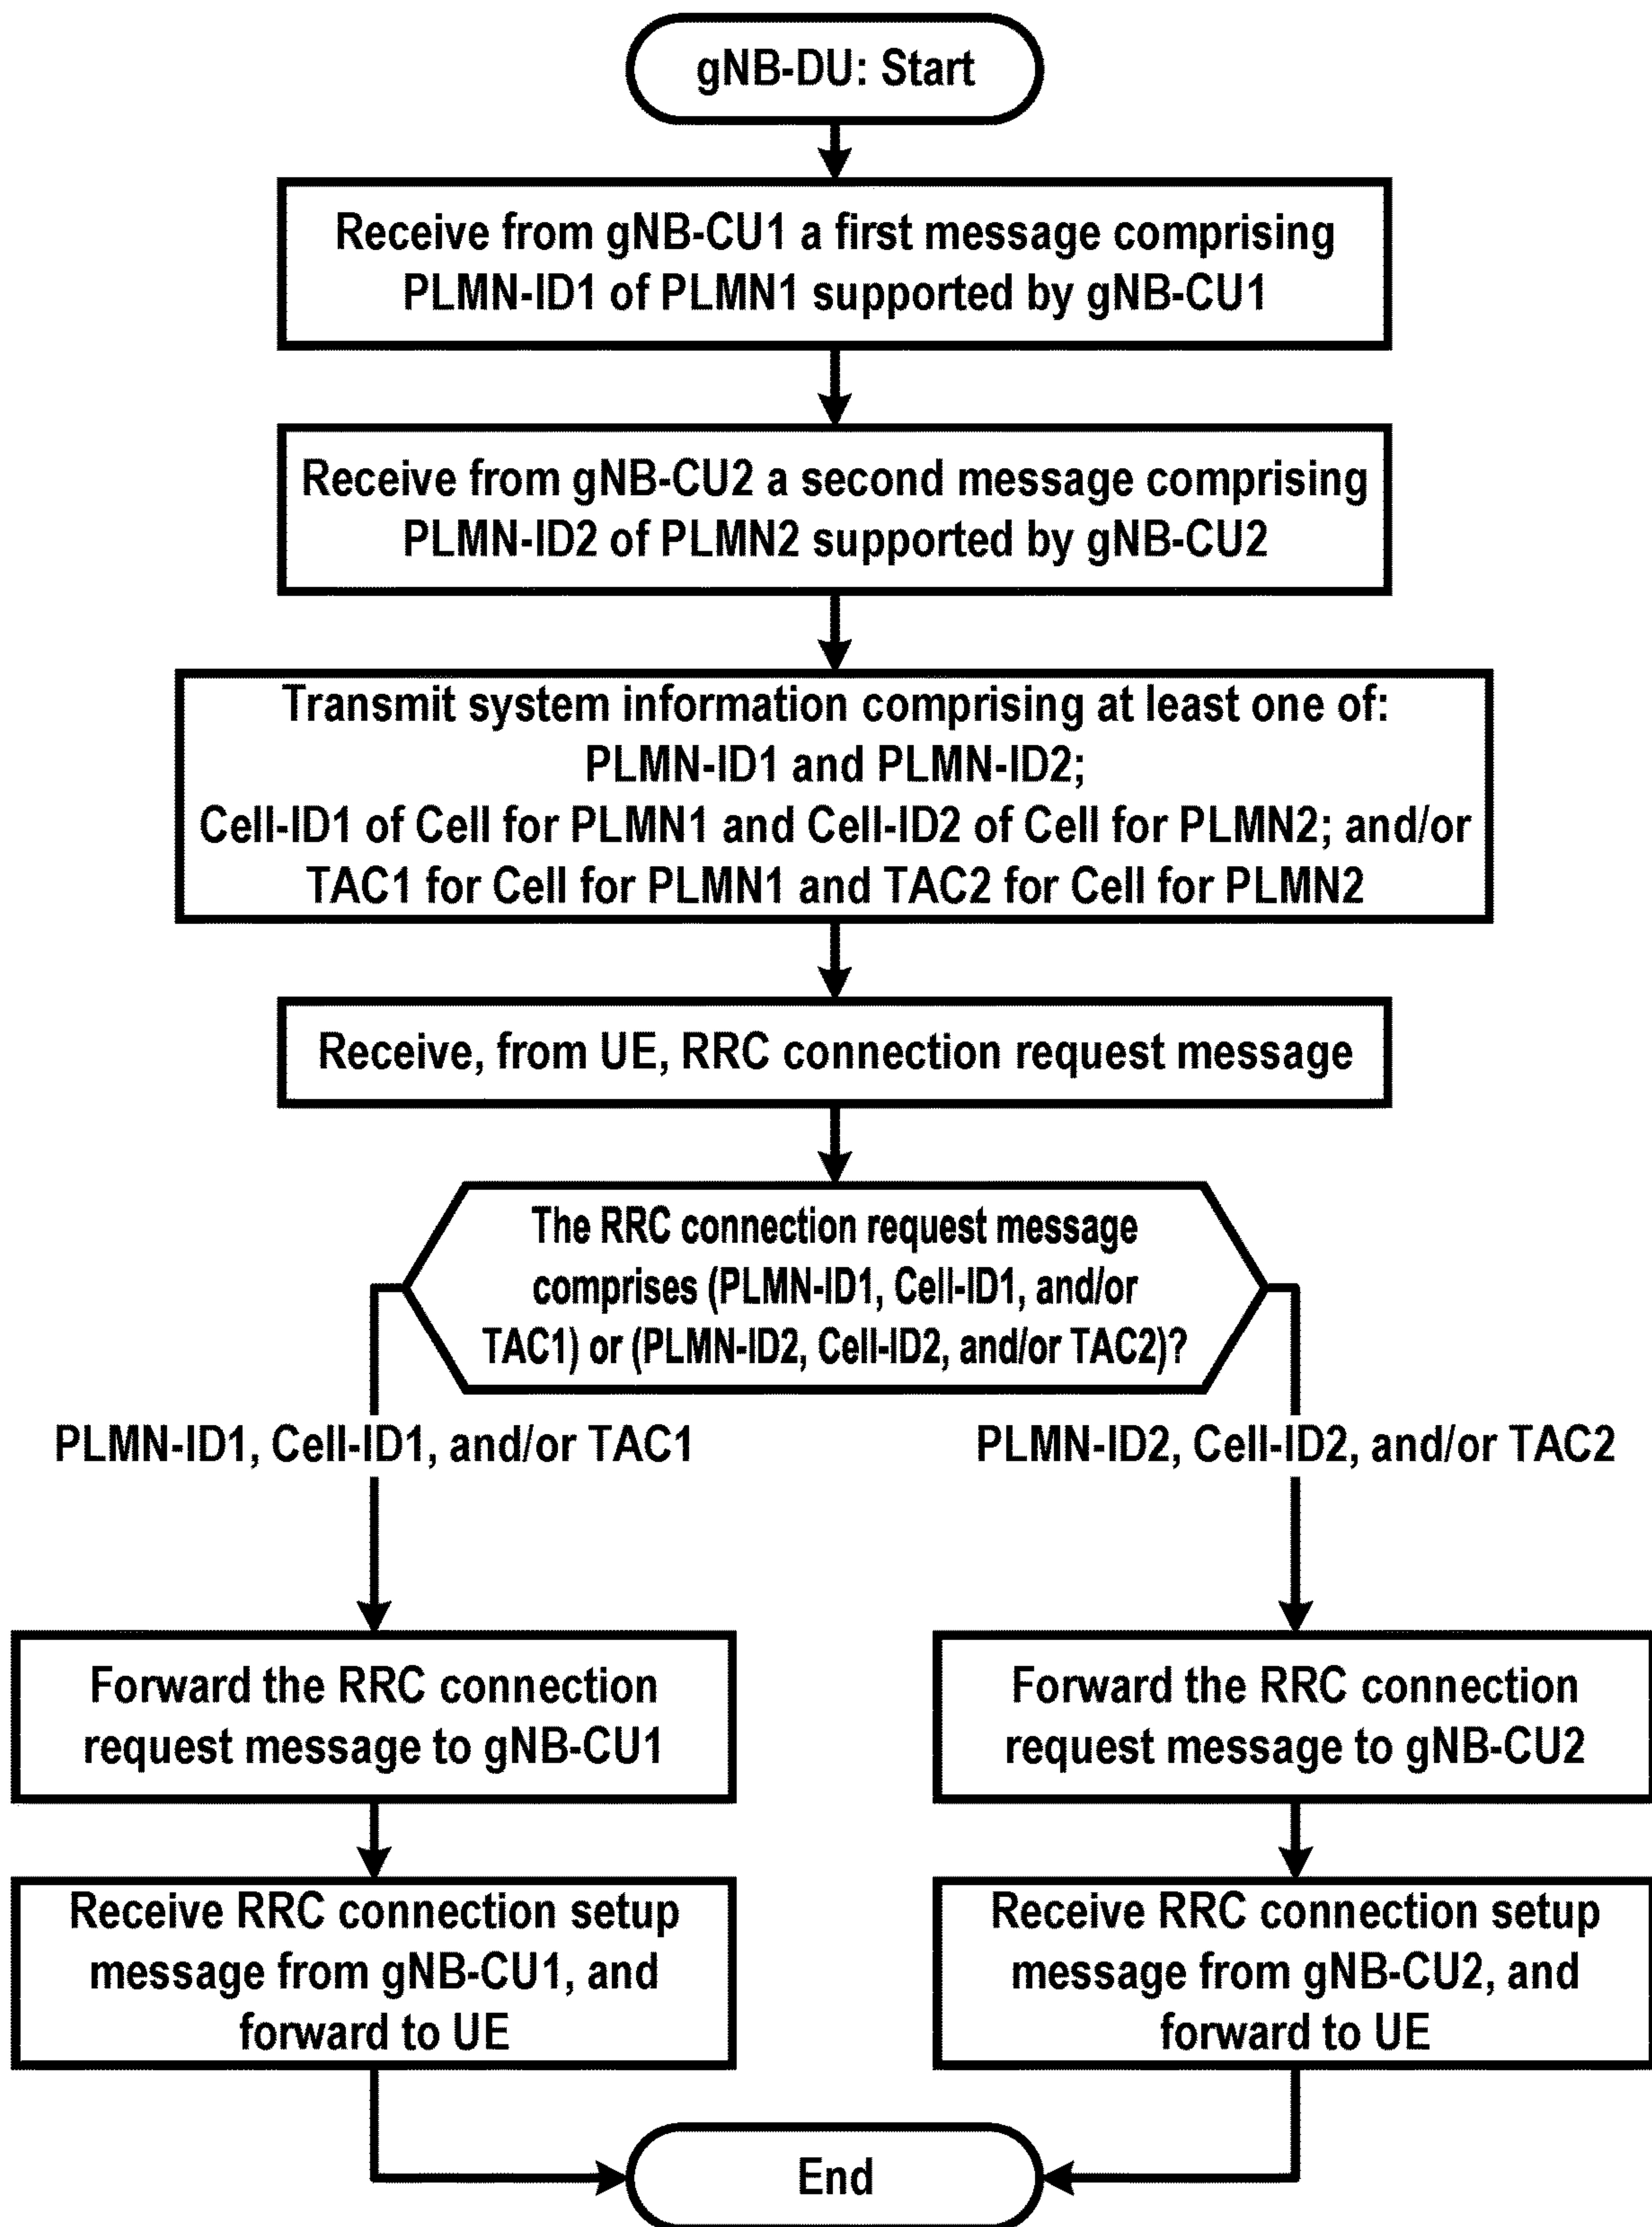 gNB-DU: Start
Receive from gNB-CU1 a first message comprising
PLMN-ID1 of PLMN1 supported by gNB-CU1
Receive from gNB-CU2 a second message comprising
PLMN-ID2 of PLMN2 supported by gNB-CU2
Transmit system information comprising at least one of:
PLMN-ID1 and PLMN-ID2;
Cell-ID1 of Cell for PLMN1 and Cell-ID2 of Cell for PLMN2; and/or
TAC1 for Cell for PLMN1 and TAC2 for Cell for PLMN2
Receive, from UE, RRC connection request message
The RRC connection request message
comprises (PLMN-ID1, Cell-ID1, and/or
TAC1) or (PLMN-ID2, Cell-ID2, and/or TAC2)?
PLMN-ID1, Cell-ID1, and/or TAC1
PLMN-ID2, Cell-ID2, and/or TAC2
Forward the RRC connection
request message to gNB-CU1
Forward the RRC connection
request message to gNB-CU2
Receive RRC connection setup
message from gNB-CU1, and
forward to UE
Receive RRC connection setup
message from gNB-CU2, and
forward to UE
End